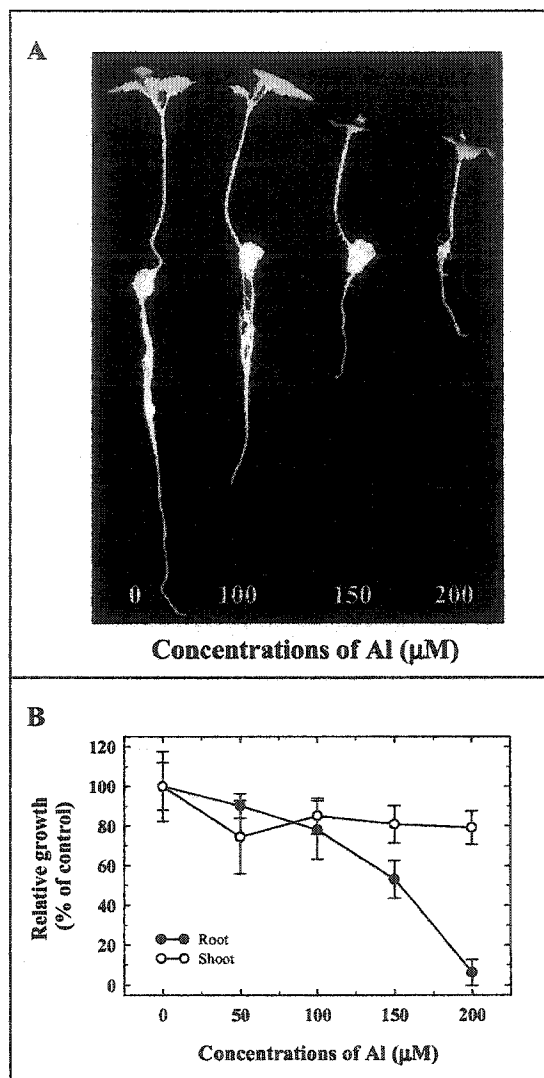 A
0 100 150 200
Concentrations of Al (µM)
B
120
100
80
60
40
20
0
Relative growth
(% of control)
Root
Shoot
0 50 100 150 200
Concentrations of Al (µM)